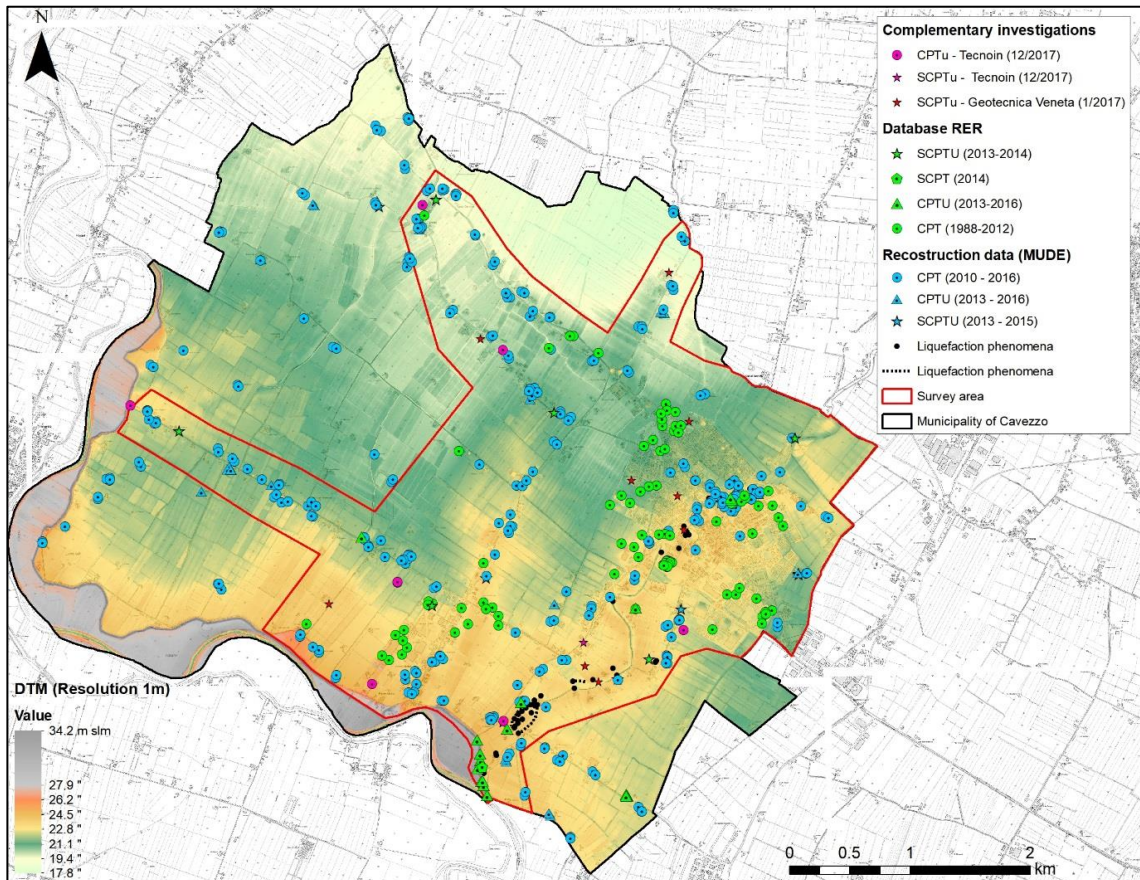 N
Complementary investigations
CPTu - Tecnoin (12/2017)
SCPTu - Tecnoin (12/2017)
SCPTu - Geotecnica Veneta (1/2017)
Database RER
SCPTU (2013-2014)
SCPT (2014)
CPTU (2013-2016)
CPT (1988-2012)
Recostruction data (MUDE)
CPT (2010 - 2016)
CPTU (2013 - 2016)
SCPTU (2013 - 2015)
Liquefaction phenomena
Liquefaction phenomena
Survey area
Municipality of Cavezzo
DTM (Resolution 1m)
Value
34.2 m slm
27.9 "
26.2 "
24.5 "
22.8 "
21.1 "
19.4 "
17.8 "
0 0.5 1 2
km